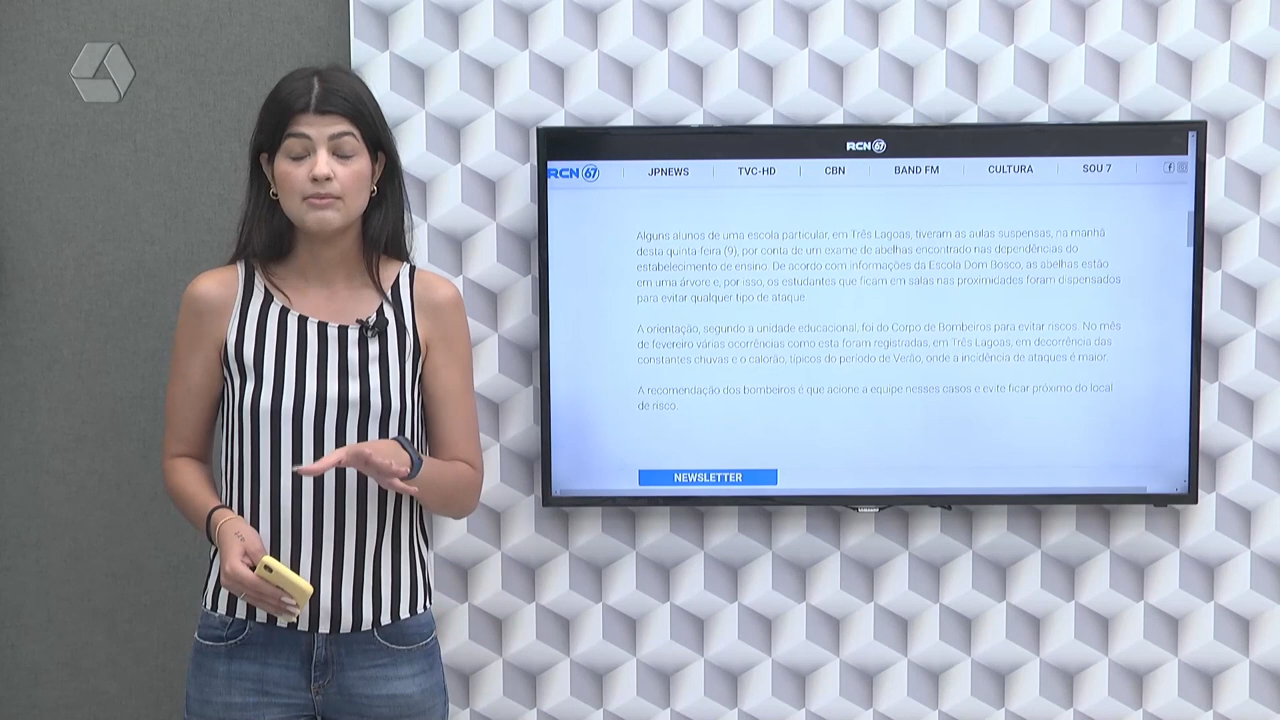 RCN 67
RCN 67 JPNEWS TVC-HD CBN BAND FM CULTURA SOU 7
Alguns alunos de uma escola particular, em Três Lagoas, tiveram as aulas suspensas, na manhã
desta quinta-feira (9), por conta de um exame de abelhas encontrado nas dependências do
estabelecimento de ensino. De acordo com informações da Escola Dom Bosco, as abelhas estão
em uma árvore e, por isso, os estudantes que ficam em salas nas proximidades foram dispensados
para evitar qualquer tipo de ataque
A orientação, segundo a unidade educacional, foi do Corpo de Bombeiros para evitar riscos. No mês
de fevereiro várias ocorrências como esta foram registradas, em Três Lagoas, em decorrência das
constantes chuvas e o calorão, típicos do período de Verão, onde a incidência de ataques é maior.
A recomendação dos bombeiros é que acione a equipe nesses casos e evite ficar próximo do local
de risco.
NEWSLETTER